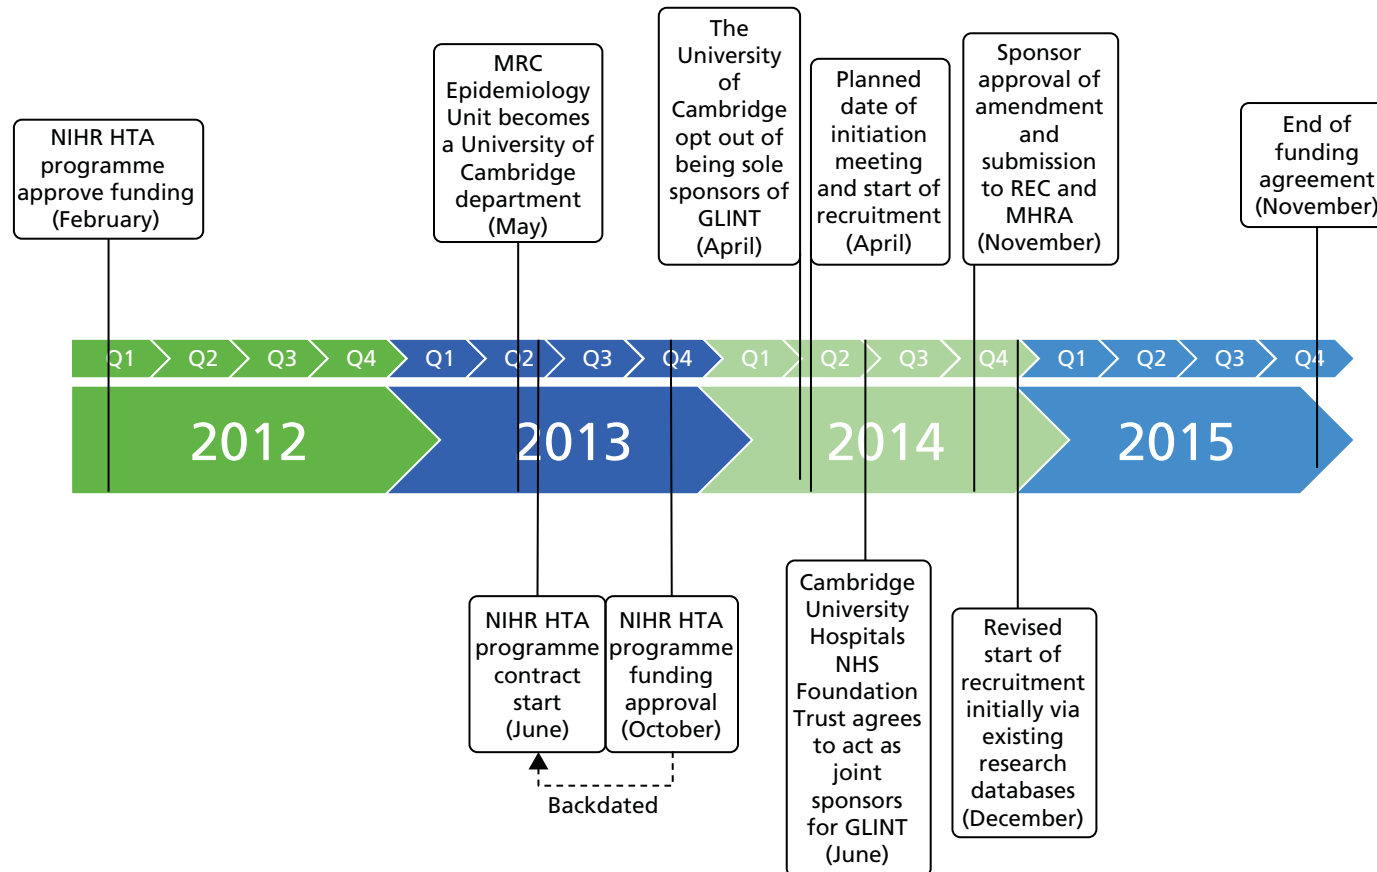 NIHR HTA
programme
approve funding
(February)
MRC
Epidemiology
Unit becomes
a University of
Cambridge
department
(May)
The
University
of
Cambridge
opt out of
being sole
sponsors of
GLINT
(April)
Planned
date of
initiation
meeting
and start of
recruitment
(April)
Sponsor
approval of
amendment
and
submission
to REC and
MHRA
(November)
End of
funding
agreement
(November)
Q1 Q2 Q3 Q4 Q1 Q2 Q3 Q4 Q1 Q2 Q3 Q4 Q1 Q2 Q3 Q4
2012 2013 2014 2015
NIHR HTA
programme
contract
start
(June)
NIHR HTA
programme
funding
approval
(October)
Backdated
Cambridge
University
Hospitals
NHS
Foundation
Trust agrees
to act as
joint
sponsors
for GLINT
(June)
Revised
start of
recruitment
initially via
existing
research
databases
(December)